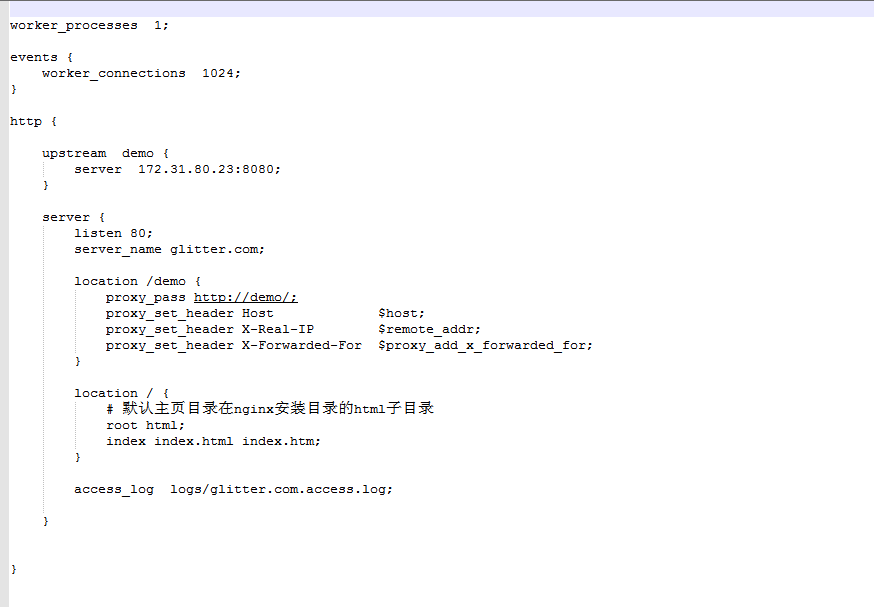 worker_processes  1;
events {
    worker_connections  1024;
}
http {
    upstream  demo {
        server  172.31.80.23:8080;
    }
    server {
        listen 80;
        server_name glitter.com;
        location /demo {
            proxy_pass http://demo/;
            proxy_set_header Host             $host;
            proxy_set_header X-Real-IP        $remote_addr;
            proxy_set_header X-Forwarded-For  $proxy_add_x_forwarded_for;
        }
        location / {
            # 默认主页目录在nginx安装目录的html子目录
            root html;
            index index.html index.htm;
        }
        access_log  logs/glitter.com.access.log;
    }
}